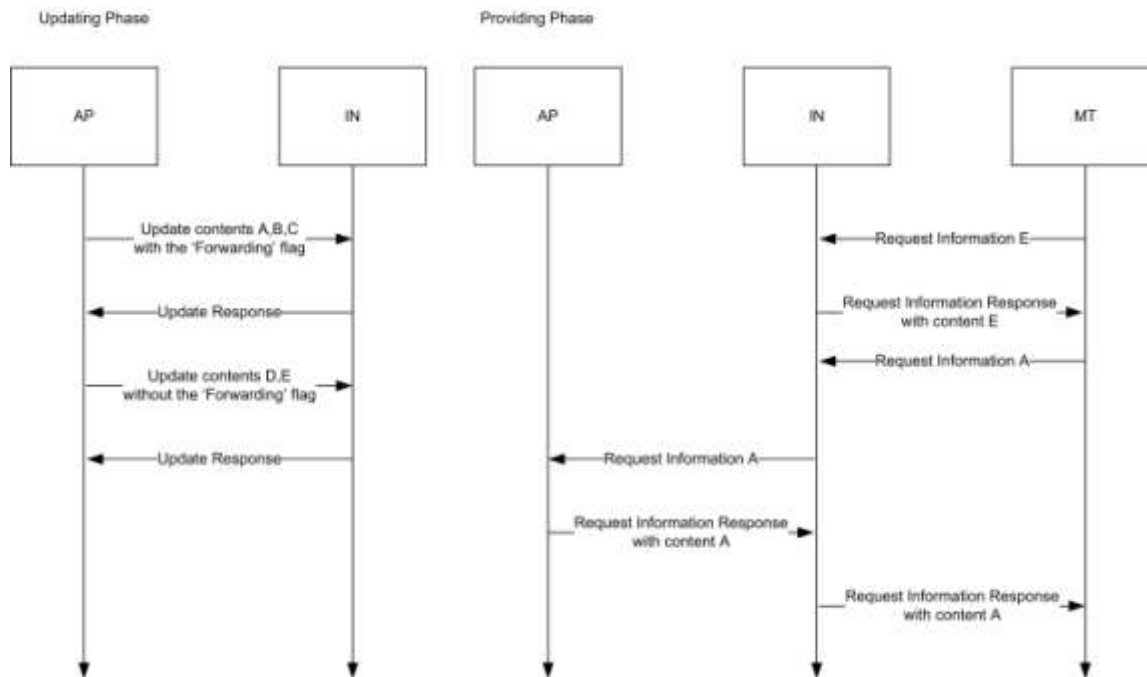 Updating Phase
Providing Phase
AP
IN
AP
IN
MT
Update contents A,B,C
with the 'Forwarding' flag
Request Information E
Update Response
Request Information Response
with content E
Request Information A
Update contents D,E
without the 'Forwarding' flag
Update Response
Request Information A
Request Information Response
with content A
Request Information Response
with content A